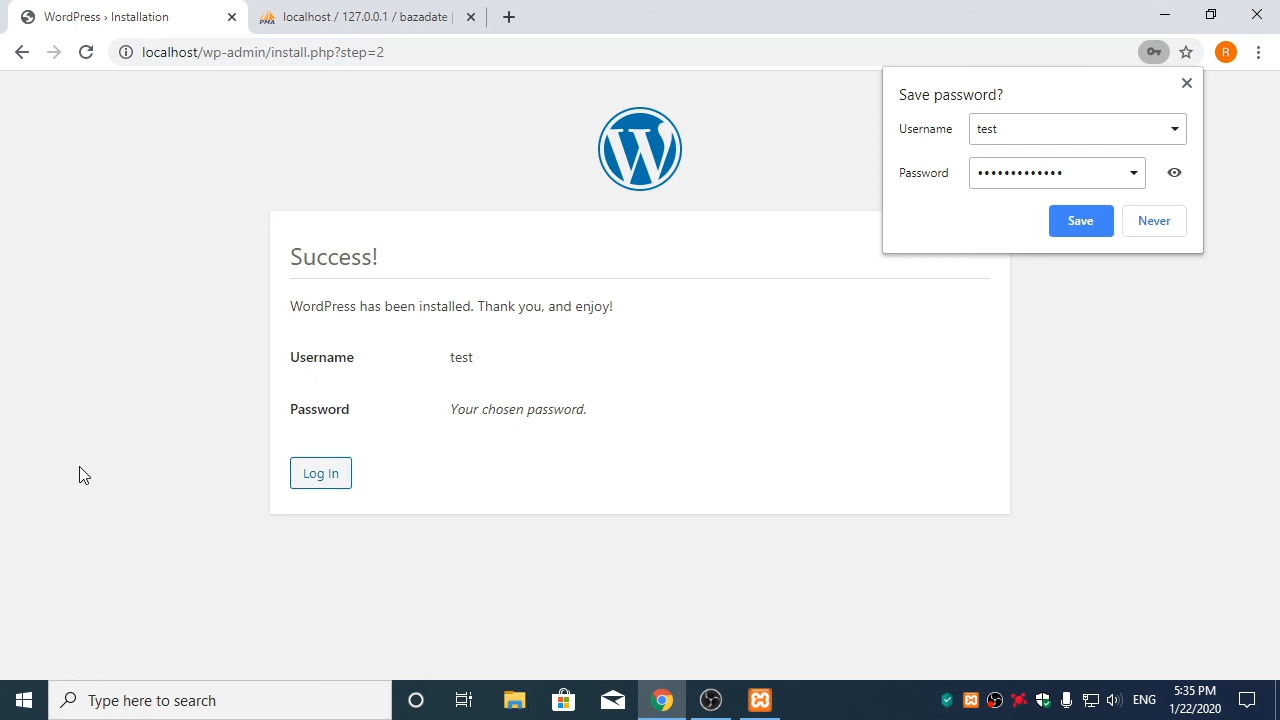 WordPress › Installation
localhost / 127.0.0.1 / bazadate |
localhost/wp-admin/install.php?step=2
R
Save password?
Username test
Password •••••••••••••
Save Never
Success!
WordPress has been installed. Thank you, and enjoy!
Username test
Password Your chosen password.
Log In
Type here to search
ENG
5:35 PM
1/22/2020
PMA
W